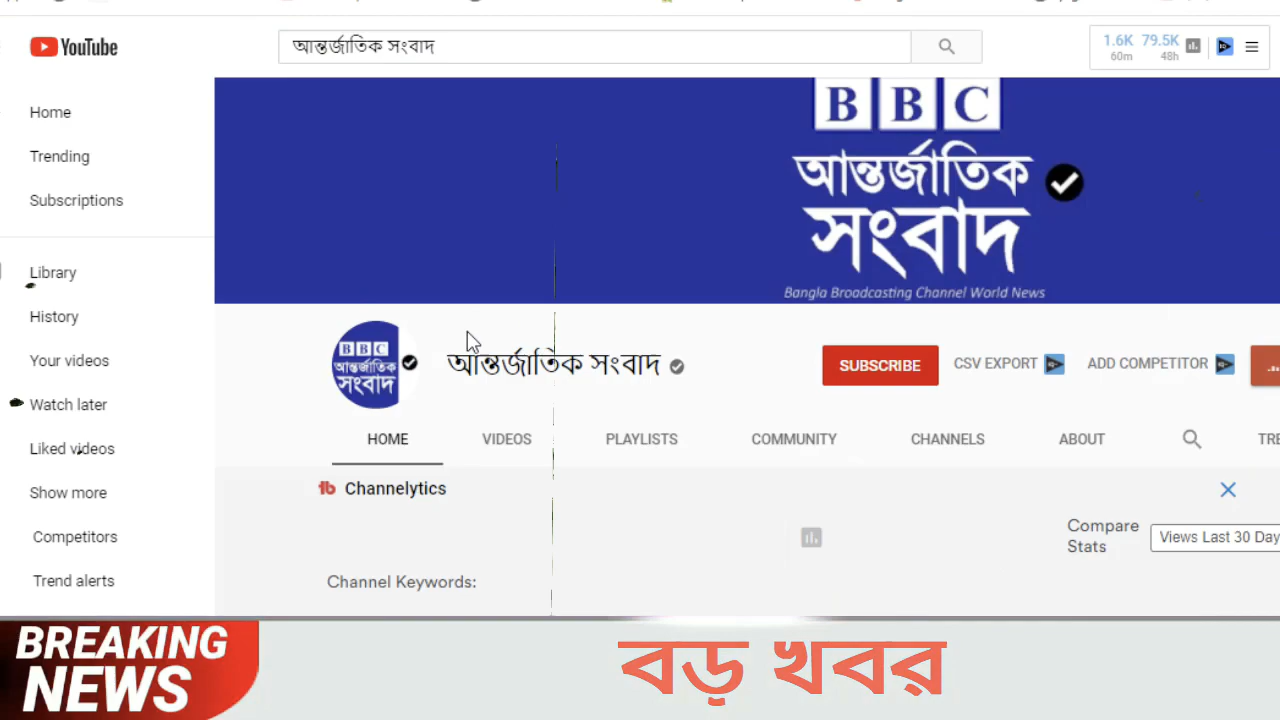 YouTube
আন্তর্জাতিক সংবাদ
1.6K 79.5K
60m 48h
Home
Trending
Subscriptions
Library
History
Your videos
Watch later
Liked videos
Show more
Competitors
Trend alerts
BBC
আন্তর্জাতিক
সংবাদ
Bangla Broadcasting Channel World News
BBC
আন্তর্জাতিক
সংবাদ
আন্তর্জাতিক সংবাদ
SUBSCRIBE
CSV EXPORT
ADD COMPETITOR
HOME VIDEOS PLAYLISTS COMMUNITY CHANNELS ABOUT
Channelytics
Compare
Stats
Views Last 30 Day
Channel Keywords:
BREAKING
NEWS
বড় খবর